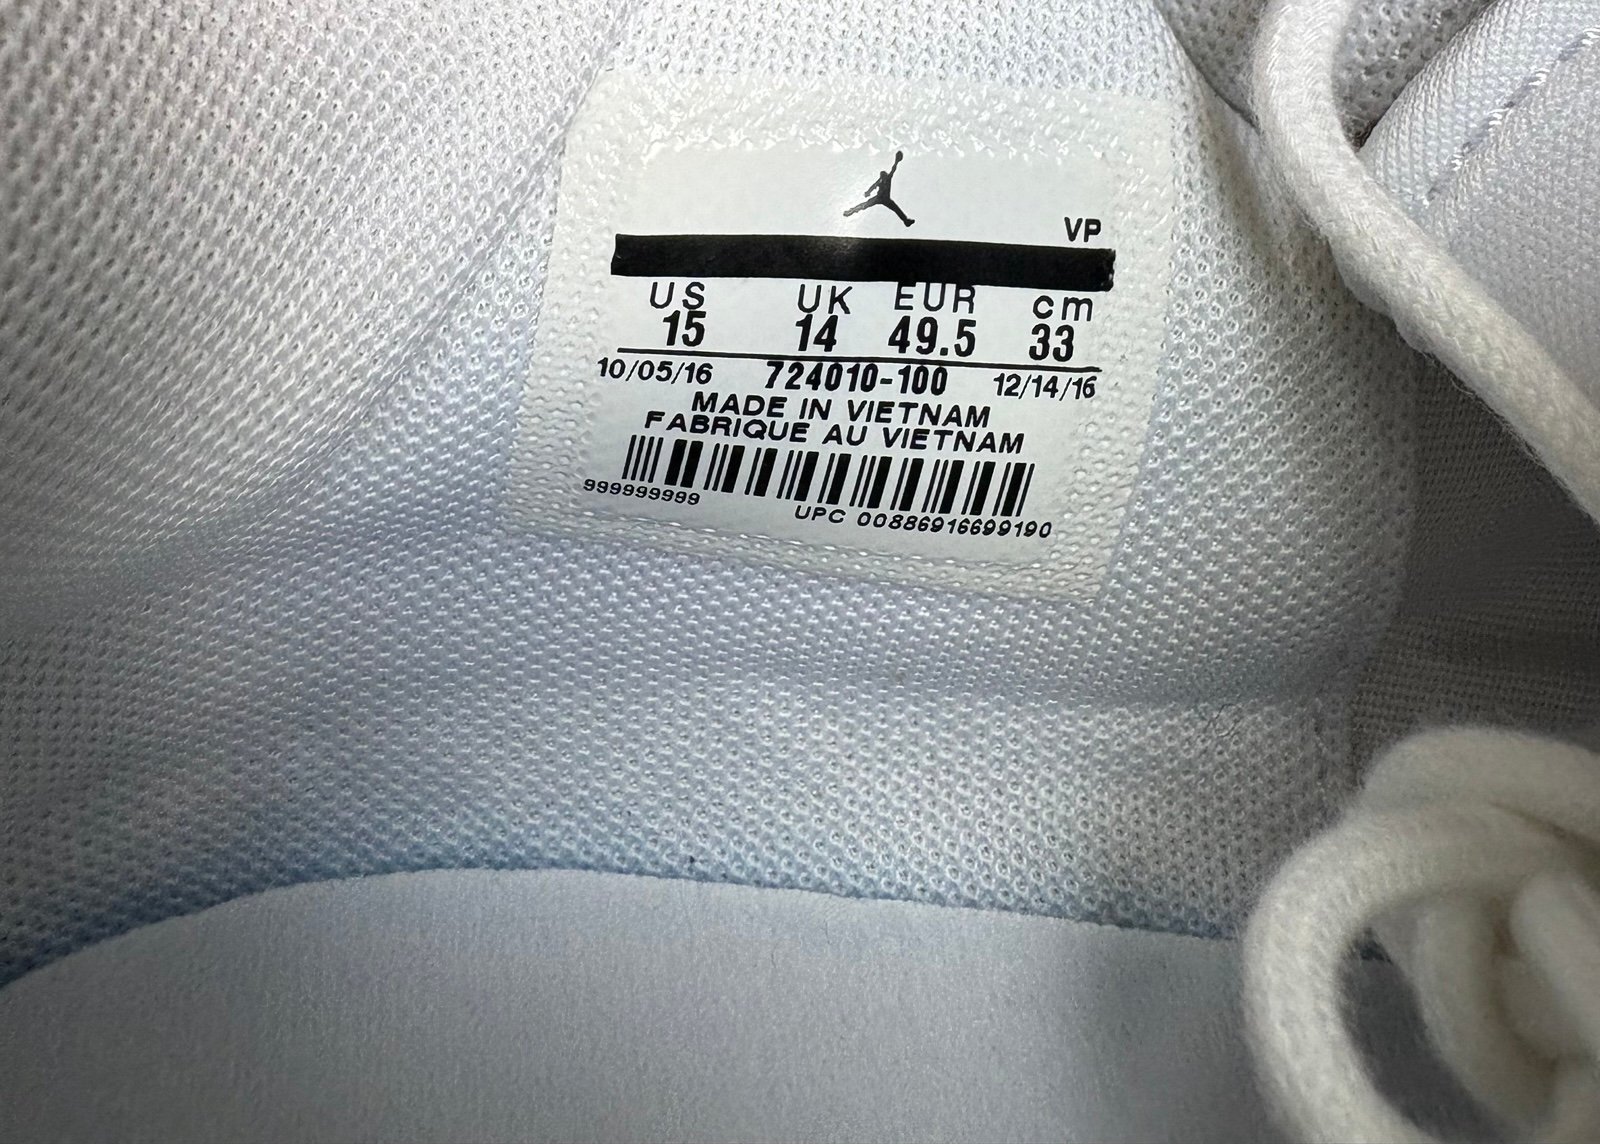 VP
US UK EUR cm
15 14 49.5 33
10/05/16 724010-100 12/14/16
MADE IN VIETNAM
FABRIQUE AU VIETNAM
999999999
UPC 00886916699190